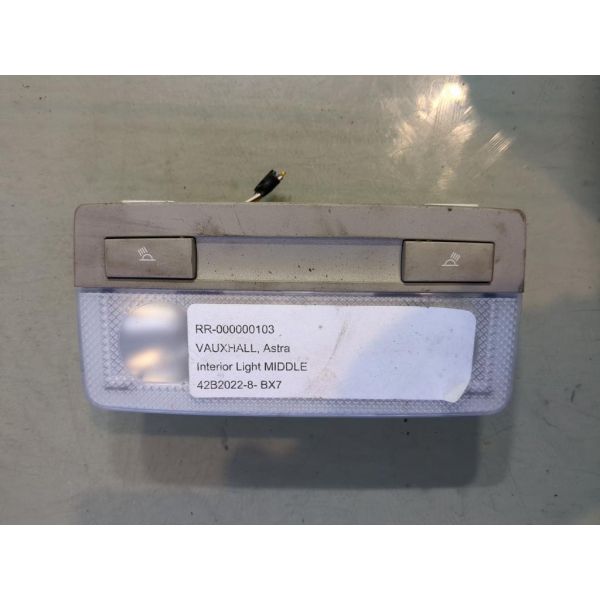 RR-000000103
VAUXHALL, Astra
Interior Light MIDDLE
42B2022-8- BX7